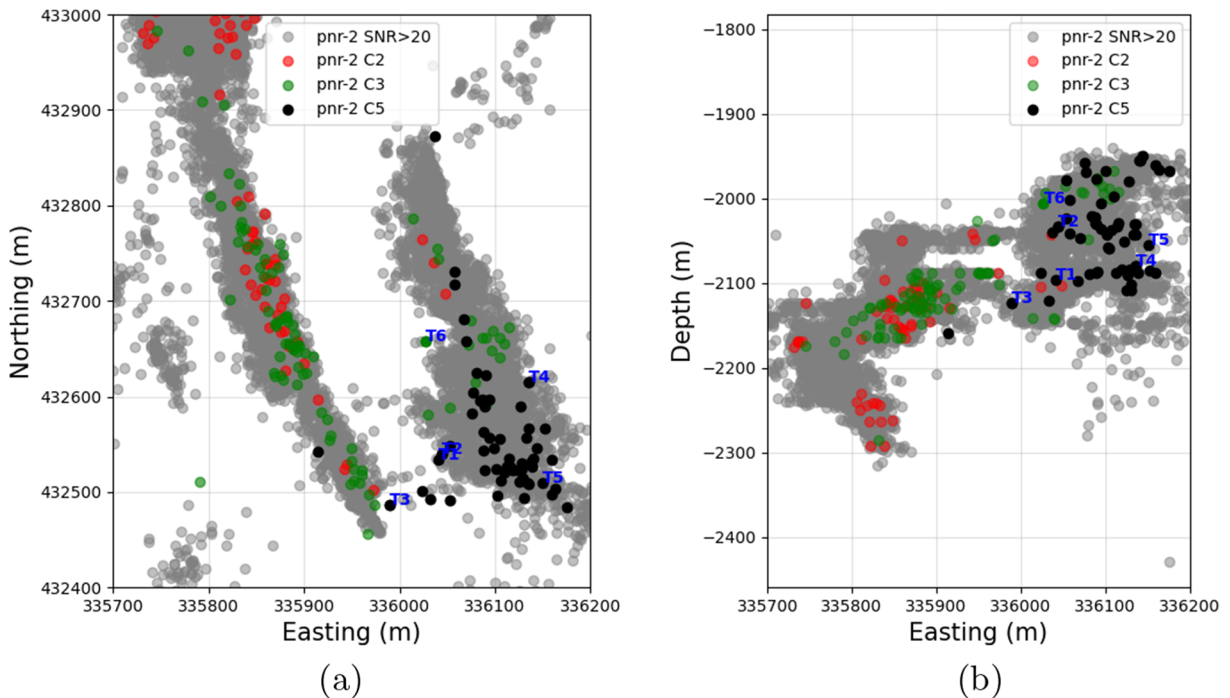 433000
432900
432800
432700
432600
432500
432400
Northing (m)
335700 335800 335900 336000 336100 336200
Easting (m)
pnr-2 SNR>20
pnr-2 C2
pnr-2 C3
pnr-2 C5
T6
T4
T2
T1
T5
T3
(a)
−1800
−1900
−2000
−2100
−2200
−2300
−2400
Depth (m)
335700 335800 335900 336000 336100 336200
Easting (m)
pnr-2 SNR>20
pnr-2 C2
pnr-2 C3
pnr-2 C5
T6
T2
T5
T4
T1
T3
(b)